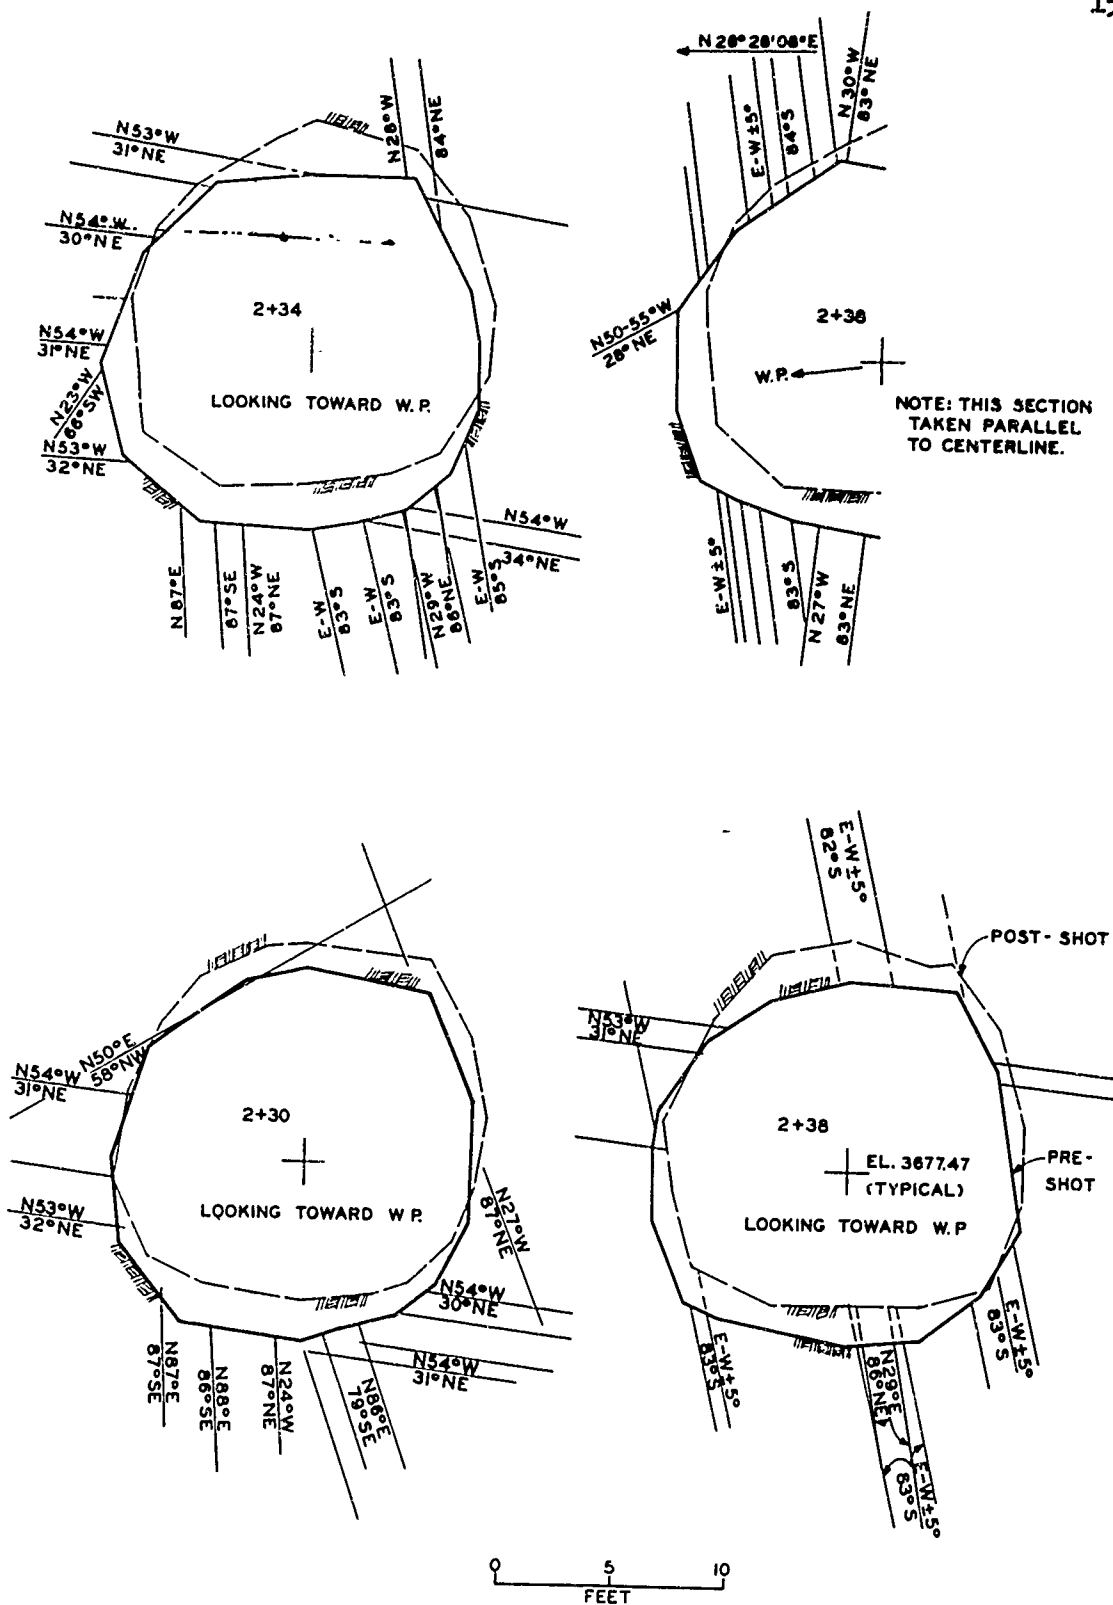 N53°W
31°NE
N54°W
30°NE
N54°W
31°NE
N23°W
66°SW
N53°W
32°NE
N28°W
84°NE
2+34
LOOKING TOWARD W.P.
N87°E
87°SE
N24°W
87°NE
E-W
83°S
E-W
83°S
N29°W
86°NE
E-W
85°S
N54°W
34°NE
N28°28'08"E
N30°W
83°NE
E-W±5°
84°S
N50-55°W
28°NE
2+38
W.P.
NOTE: THIS SECTION
TAKEN PARALLEL
TO CENTERLINE.
E-W±5°
83°S
N27°W
83°NE
N50°E
58°NW
N54°W
31°NE
2+30
N53°W
32°NE
LOOKING TOWARD W P.
N27°W
87°NE
N54°W
30°NE
N54°W
31°NE
N87°E
87°SE
N88°E
86°SE
N24°W
87°NE
N86°E
79°SE
E-W±5°
82°S
POST-SHOT
N53°W
31°NE
2+38
EL. 3677.47
(TYPICAL)
PRE-
SHOT
LOOKING TOWARD W.P
E-W±5°
83°S
N29°E
86°NE
E-W±5°
83°S
E-W±5°
83°S
0 5 10
FEET